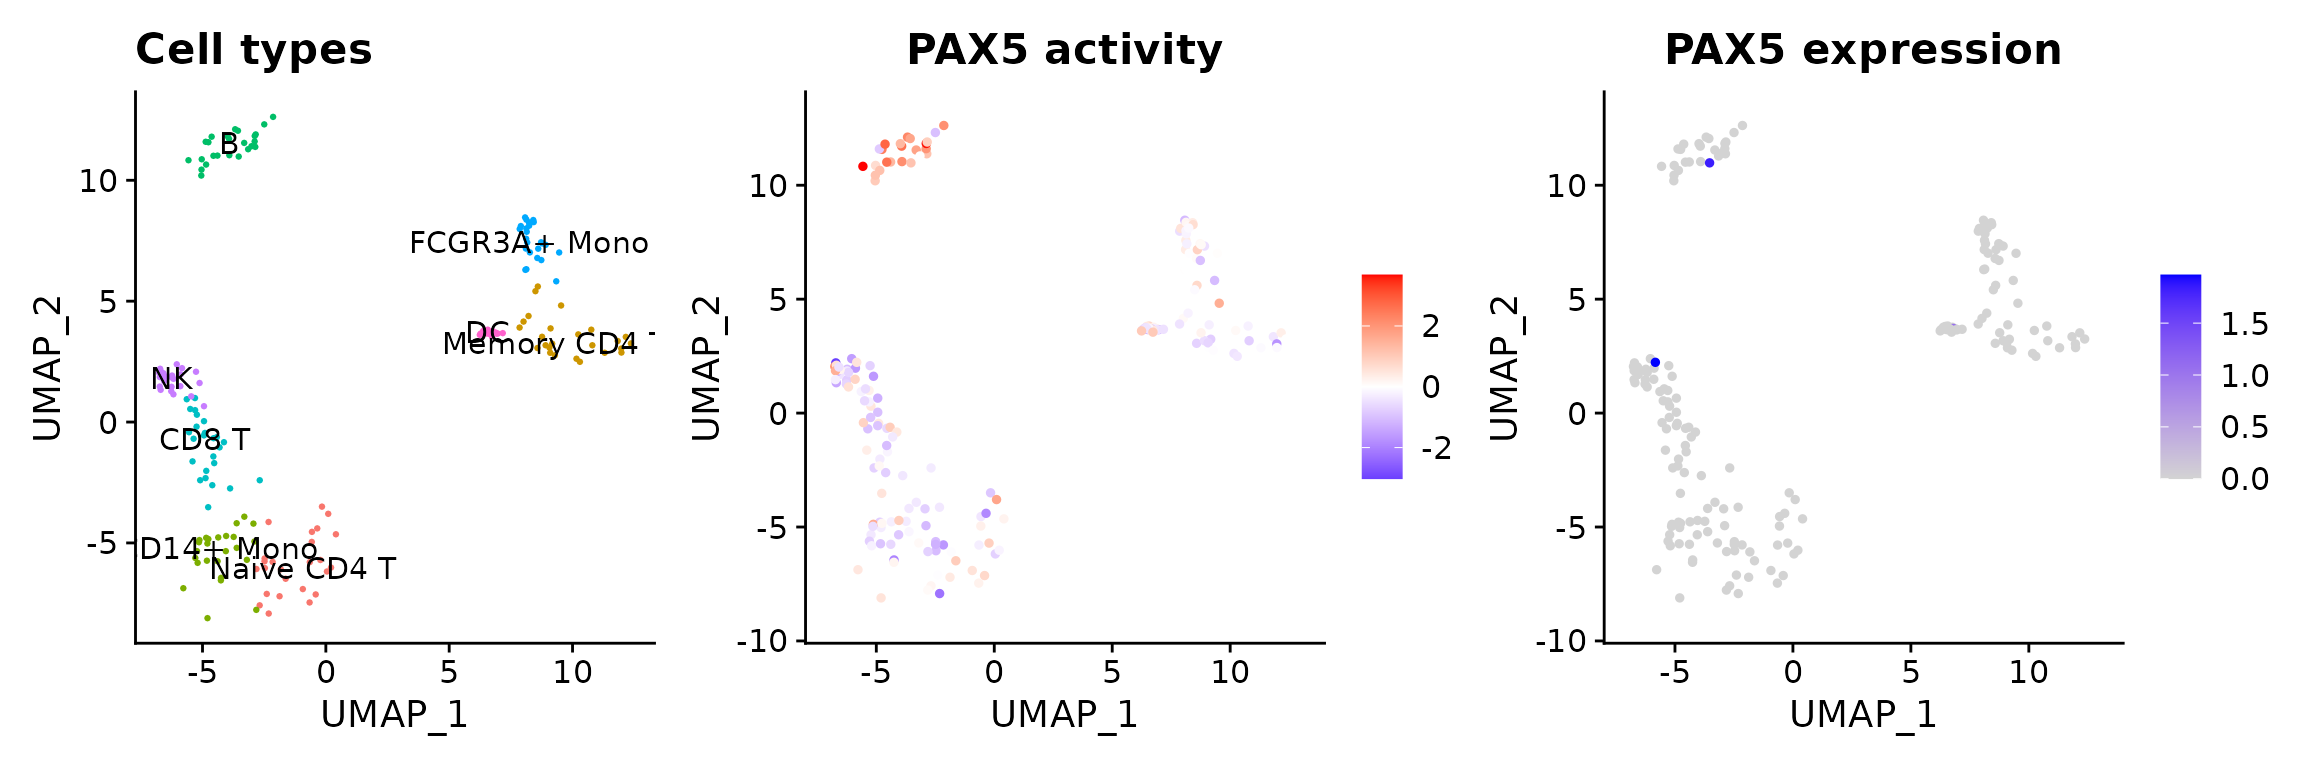 Cell types
PAX5 activity
PAX5 expression
UMAP_2
10
5
0
-5
B
FCGR3A+ Mono
DC
Memory CD4
NK
CD8 T
D14+ Mono
Naive CD4 T
-5
0
5
10
UMAP_1
UMAP_2
10
5
0
-5
-10
-5
0
5
10
UMAP_1
2
0
-2
UMAP_2
10
5
0
-5
-10
-5
0
5
10
UMAP_1
1.5
1.0
0.5
0.0